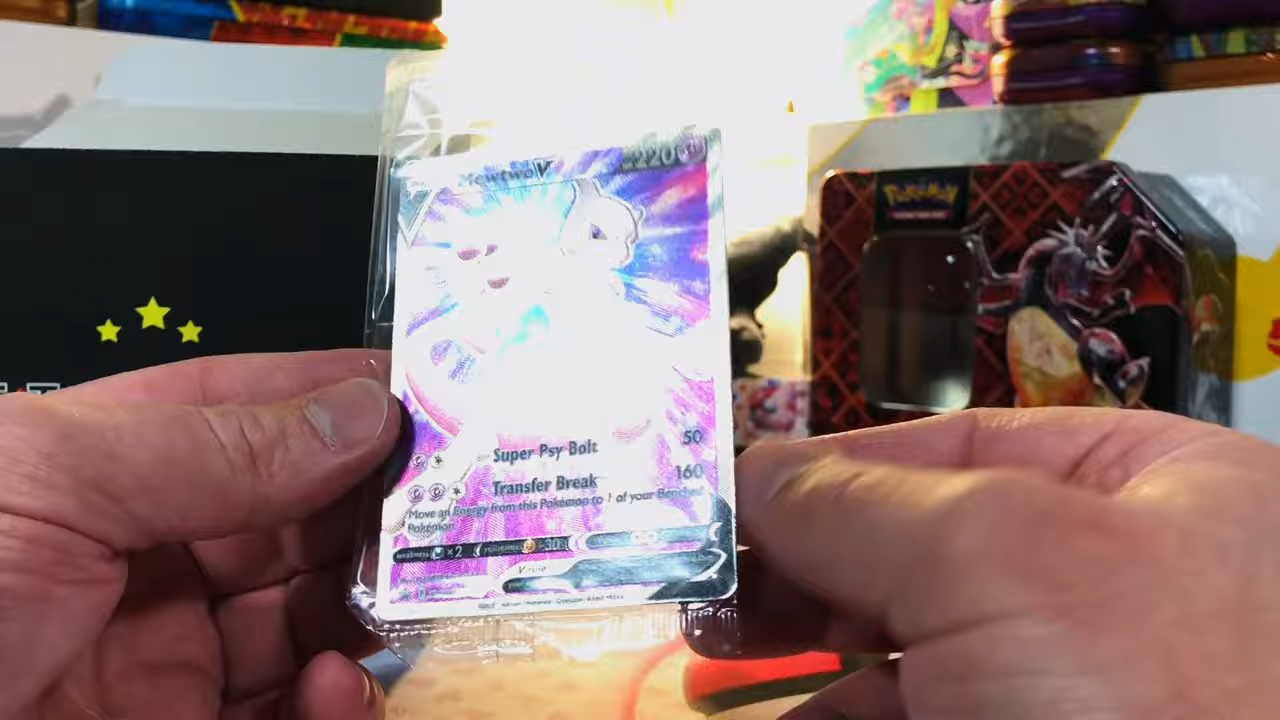 Mewtwo V 220
POKÉMON
Super Psy Bolt 50
Transfer Break 160
Move an Energy from this Pokémon to 1 of your Benched
Pokémon.
weakness ×2 resistance -30
V rule